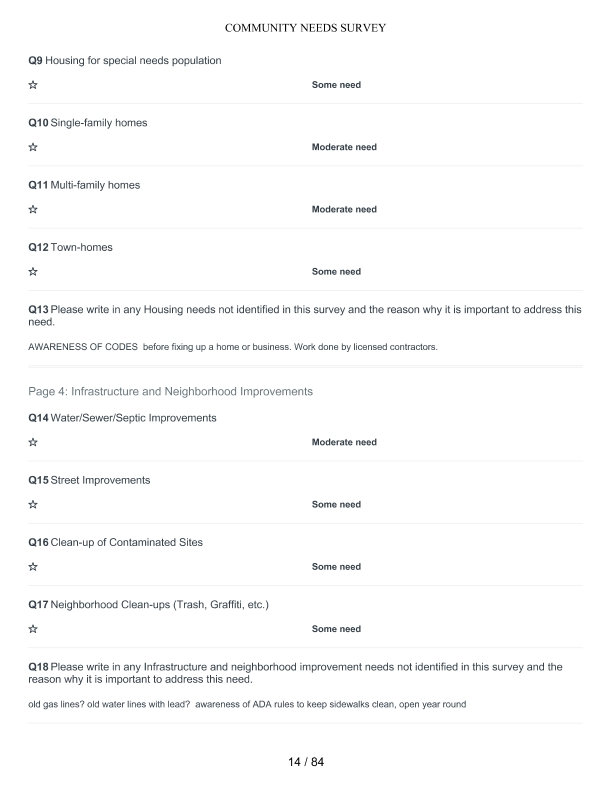 COMMUNITY NEEDS SURVEY
Q9 Housing for special needs population
☆ Some need
Q10 Single-family homes
☆ Moderate need
Q11 Multi-family homes
☆ Moderate need
Q12 Town-homes
☆ Some need
Q13 Please write in any Housing needs not identified in this survey and the reason why it is important to address this
need.
AWARENESS OF CODES  before fixing up a home or business. Work done by licensed contractors.
Page 4: Infrastructure and Neighborhood Improvements
Q14 Water/Sewer/Septic Improvements
☆ Moderate need
Q15 Street Improvements
☆ Some need
Q16 Clean-up of Contaminated Sites
☆ Some need
Q17 Neighborhood Clean-ups (Trash, Graffiti, etc.)
☆ Some need
Q18 Please write in any Infrastructure and neighborhood improvement needs not identified in this survey and the
reason why it is important to address this need.
old gas lines? old water lines with lead?  awareness of ADA rules to keep sidewalks clean, open year round
14 / 84